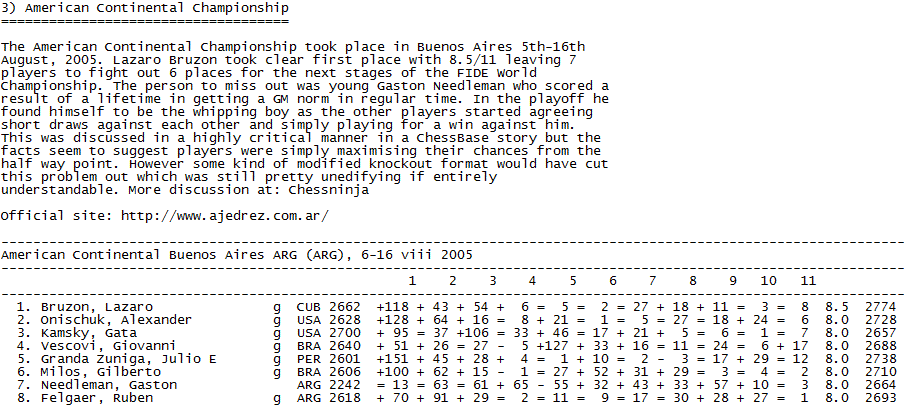 3) American Continental Championship
====================================
The American Continental Championship took place in Buenos Aires 5th-16th
August, 2005. Lazaro Bruzon took clear first place with 8.5/11 leaving 7
players to fight out 6 places for the next stages of the FIDE World
Championship. The person to miss out was young Gaston Needleman who scored a
result of a lifetime in getting a GM norm in regular time. In the playoff he
found himself to be the whipping boy as the other players started agreeing
short draws against each other and simply playing for a win against him.
This was discussed in a highly critical manner in a ChessBase story but the
facts seem to suggest players were simply maximising their chances from the
half way point. However some kind of modified knockout format would have cut
this problem out which was still pretty unedifying if entirely
understandable. More discussion at: Chessninja
Official site: http://www.ajedrez.com.ar/
American Continental Buenos Aires ARG (ARG), 6-16 viii 2005
1 2 3 4 5 6 7 8 9 10 11
1. Bruzon, Lazaro g CUB 2662 +118 + 43 + 54 + 6 = 5 = 2 = 27 + 18 + 11 = 3 = 8 8.5 2774
2. Onischuk, Alexander g USA 2628 +128 + 64 + 16 = 8 + 21 = 1 = 5 = 27 = 18 + 24 = 6 8.0 2728
3. Kamsky, Gata g USA 2700 + 95 = 37 +106 = 33 + 46 = 17 + 21 + 5 = 6 = 1 = 7 8.0 2657
4. Vescovi, Giovanni g BRA 2640 + 51 + 26 = 27 - 5 +127 + 33 + 16 = 11 = 24 = 6 + 17 8.0 2688
5. Granda Zuniga, Julio E g PER 2601 +151 + 45 + 28 + 4 = 1 + 10 = 2 - 3 = 17 + 29 = 12 8.0 2738
6. Milos, Gilberto g BRA 2606 +100 + 62 + 15 - 1 = 27 + 52 + 31 + 29 = 3 = 4 = 2 8.0 2710
7. Needleman, Gaston ARG 2242 = 13 = 63 = 61 + 65 - 55 + 32 + 43 + 33 + 57 + 10 = 3 8.0 2664
8. Felgaer, Ruben g ARG 2618 + 70 + 91 + 29 = 2 = 11 = 9 = 17 = 30 + 28 + 27 = 1 8.0 2693